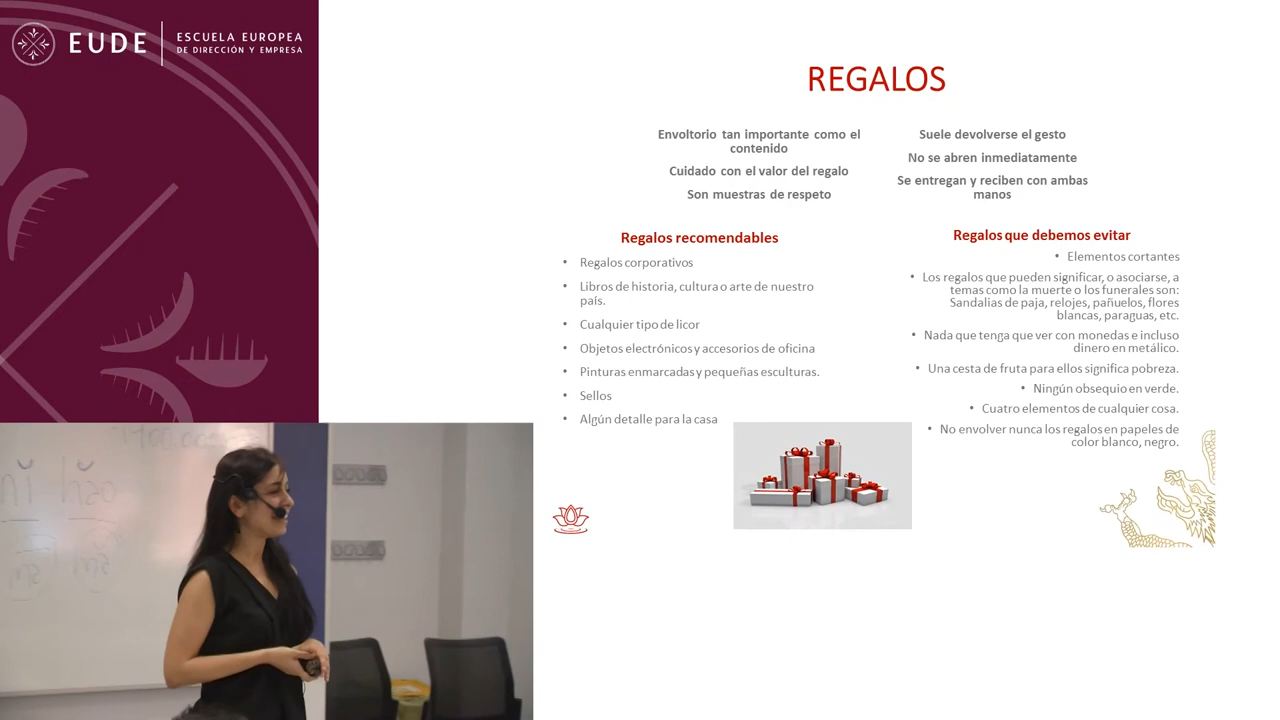 EUDE
ESCUELA EUROPEA
DE DIRECCIÓN Y EMPRESA
REGALOS
Envoltorio tan importante como el
contenido
Cuidado con el valor del regalo
Son muestras de respeto
Suele devolverse el gesto
No se abren inmediatamente
Se entregan y reciben con ambas
manos
Regalos recomendables
• Regalos corporativos
• Libros de historia, cultura o arte de nuestro
país.
• Cualquier tipo de licor
• Objetos electrónicos y accesorios de oficina
• Pinturas enmarcadas y pequeñas esculturas.
• Sellos
• Algún detalle para la casa
Regalos que debemos evitar
• Elementos cortantes
• Los regalos que pueden significar, o asociarse, a
temas como la muerte o los funerales son:
Sandalias de paja, relojes, pañuelos, flores
blancas, paraguas, etc.
• Nada que tenga que ver con monedas e incluso
dinero en metálico.
• Una cesta de fruta para ellos significa pobreza.
• Ningún obsequio en verde.
• Cuatro elementos de cualquier cosa.
• No envolver nunca los regalos en papeles de
color blanco, negro.
nǐ hǎo